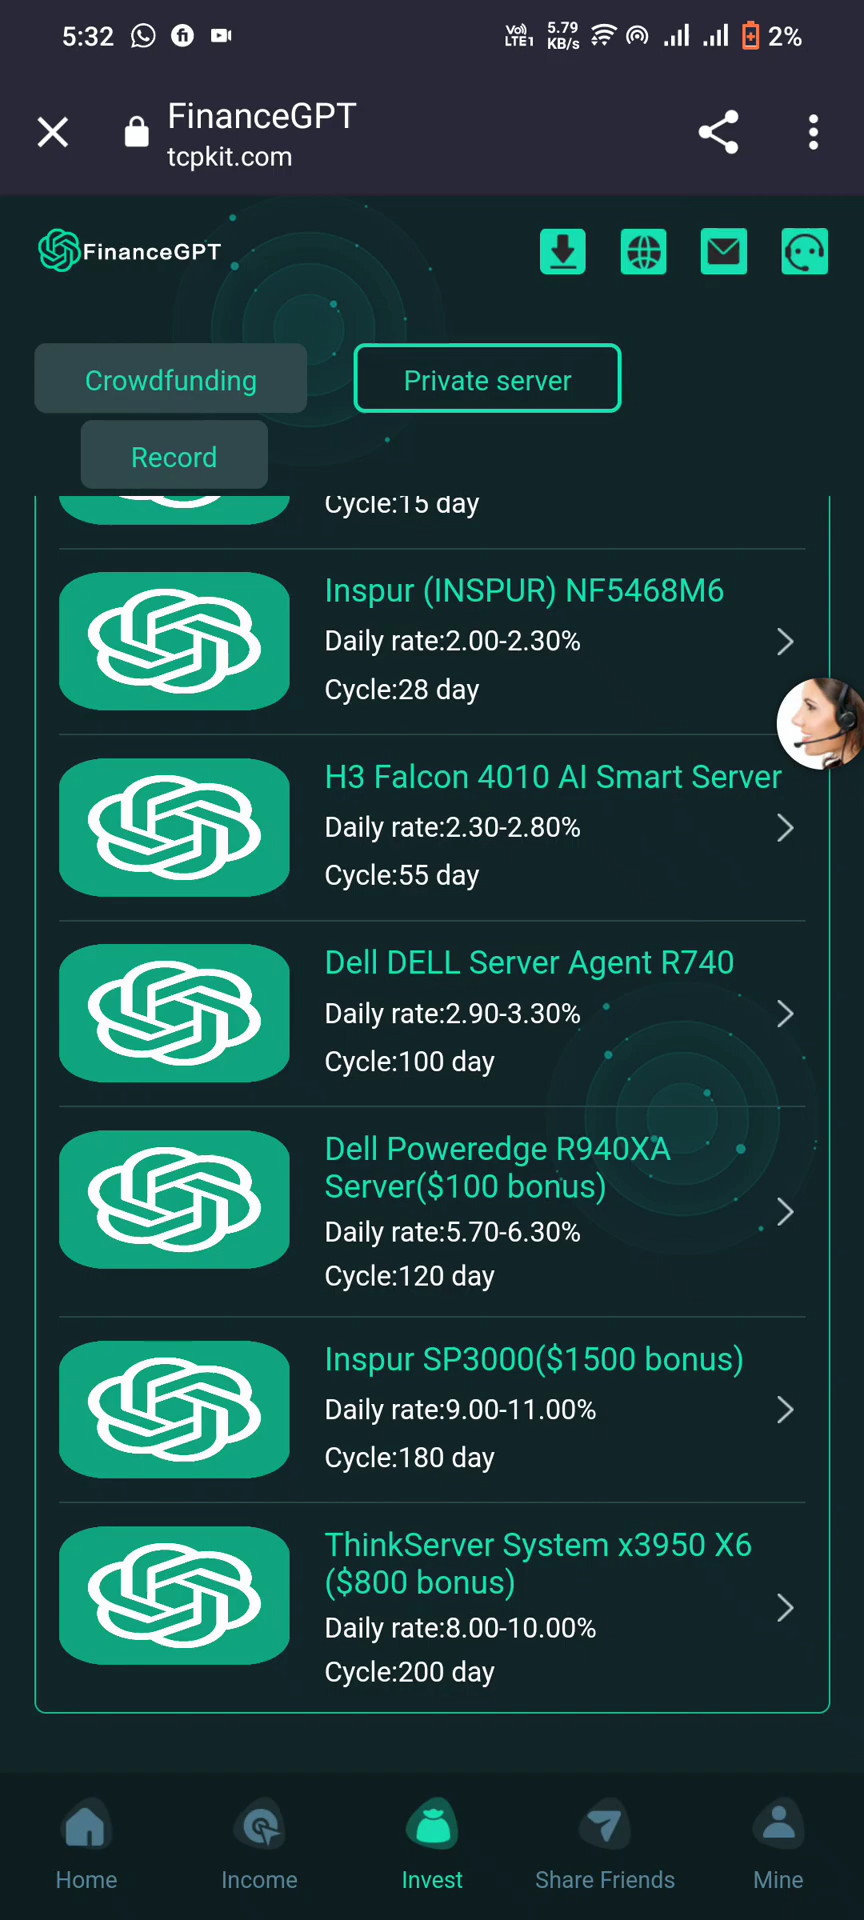 5:32
Vo)) LTE1
5.79 KB/s
2%
FinanceGPT
tcpkit.com
FinanceGPT
Crowdfunding
Private server
Record
Cycle:15 day
Inspur (INSPUR) NF5468M6
Daily rate:2.00-2.30%
Cycle:28 day
H3 Falcon 4010 AI Smart Server
Daily rate:2.30-2.80%
Cycle:55 day
Dell DELL Server Agent R740
Daily rate:2.90-3.30%
Cycle:100 day
Dell Poweredge R940XA
Server($100 bonus)
Daily rate:5.70-6.30%
Cycle:120 day
Inspur SP3000($1500 bonus)
Daily rate:9.00-11.00%
Cycle:180 day
ThinkServer System x3950 X6
($800 bonus)
Daily rate:8.00-10.00%
Cycle:200 day
Home
Income
Invest
Share Friends
Mine